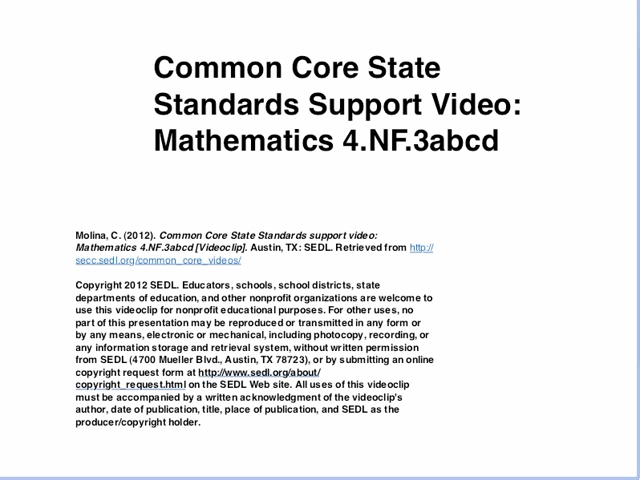 Common Core State
Standards Support Video:
Mathematics 4.NF.3abcd
Molina, C. (2012). Common Core State Standards support video:
Mathematics 4.NF.3abcd [Videoclip]. Austin, TX: SEDL. Retrieved from http://
secc.sedl.org/common_core_videos/
Copyright 2012 SEDL. Educators, schools, school districts, state
departments of education, and other nonprofit organizations are welcome to
use this videoclip for nonprofit educational purposes. For other uses, no
part of this presentation may be reproduced or transmitted in any form or
by any means, electronic or mechanical, including photocopy, recording, or
any information storage and retrieval system, without written permission
from SEDL (4700 Mueller Blvd., Austin, TX 78723), or by submitting an online
copyright request form at http://www.sedl.org/about/
copyright_request.html on the SEDL Web site. All uses of this videoclip
must be accompanied by a written acknowledgment of the videoclip's
author, date of publication, title, place of publication, and SEDL as the
producer/copyright holder.